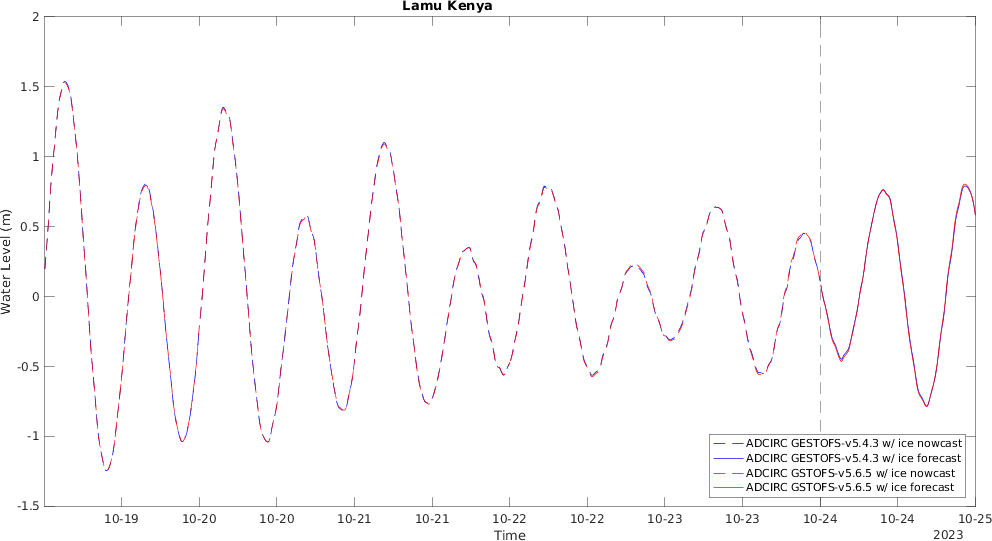 Lamu Kenya
2
1.5
1
0.5
0
-0.5
-1
-1.5
Water Level (m)
ADCIRC GESTOFS-v5.4.3 w/ ice nowcast
ADCIRC GESTOFS-v5.4.3 w/ ice forecast
ADCIRC GSTOFS-v5.6.5 w/ ice nowcast
ADCIRC GSTOFS-v5.6.5 w/ ice forecast
10-19 10-20 10-20 10-21 10-21 10-22 10-22 10-23 10-23 10-24 10-24 10-25
Time
2023